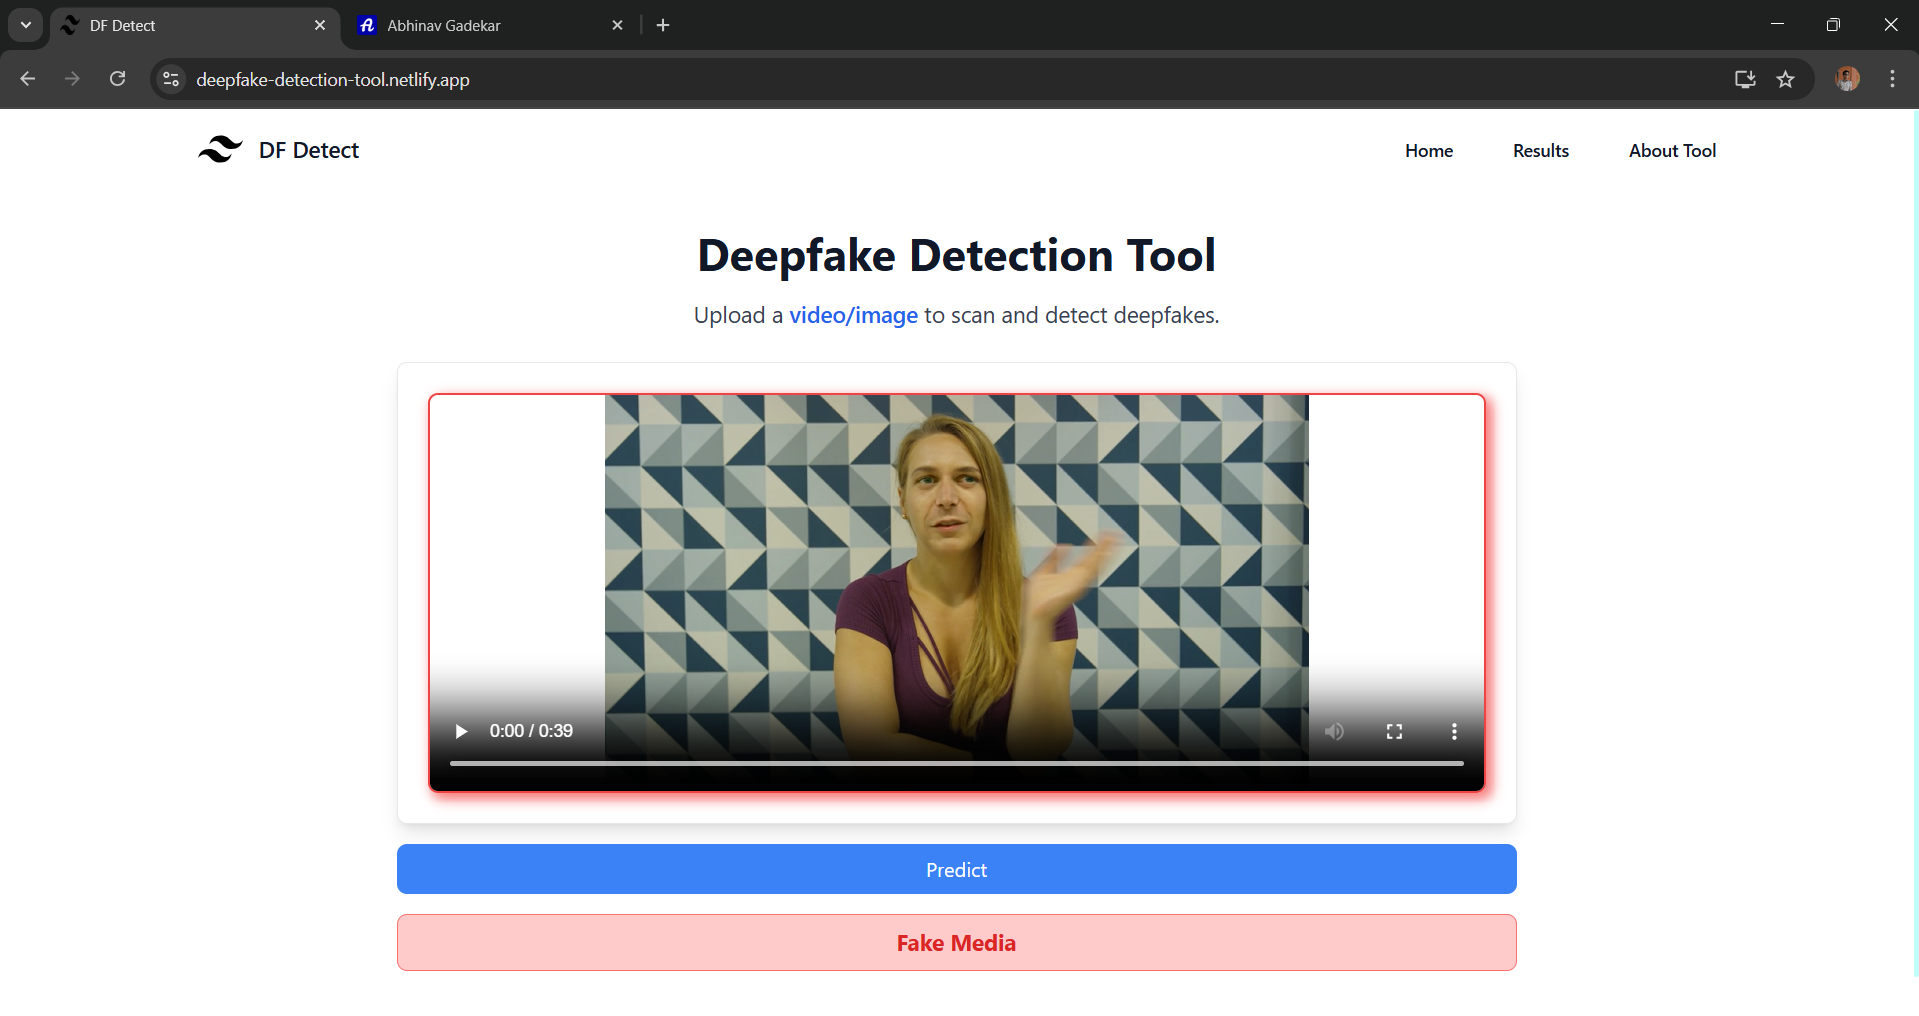 DF Detect
Abhinav Gadekar
deepfake-detection-tool.netlify.app
DF Detect
Home
Results
About Tool
Deepfake Detection Tool
Upload a video/image to scan and detect deepfakes.
0:00 / 0:39
Predict
Fake Media